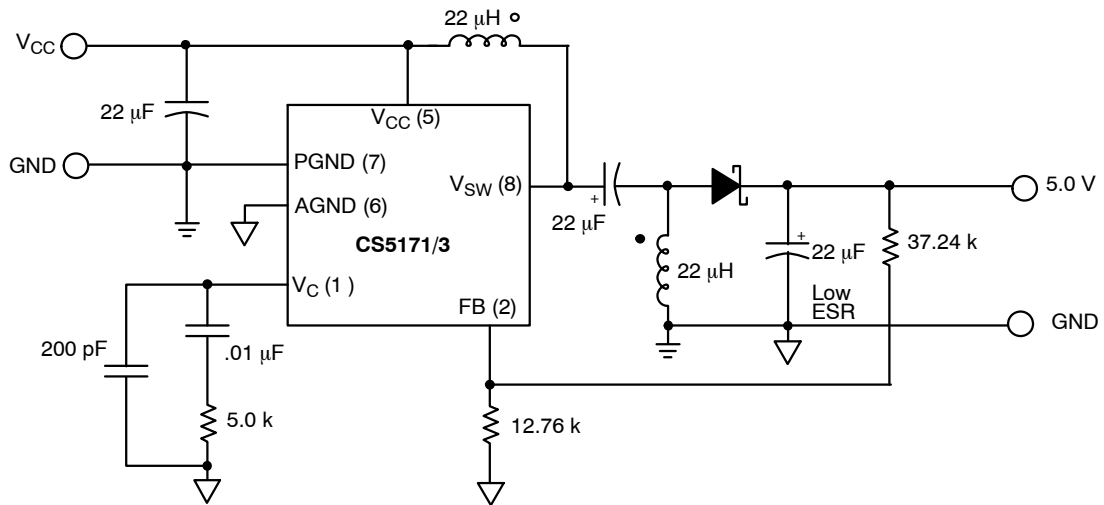 22 μH
V_CC
22 μF
V_CC (5)
GND
PGND (7)
V_SW (8)
5.0 V
AGND (6)
+
22 μF
+
22 μF
37.24 k
CS5171/3
22 μH
V_C (1 )
FB (2)
Low
ESR
GND
200 pF
.01 μF
5.0 k
12.76 k